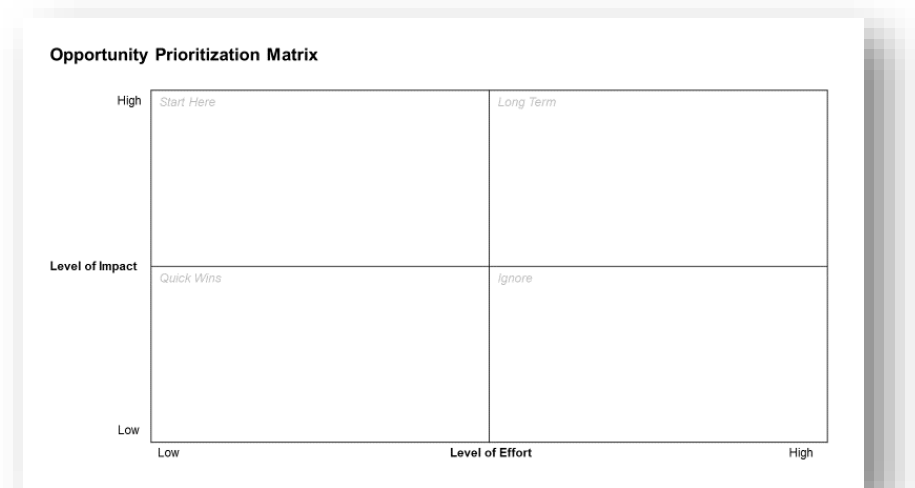 Opportunity Prioritization Matrix
High
Start Here
Long Term
Level of Impact
Quick Wins
Ignore
Low
Low
Level of Effort
High